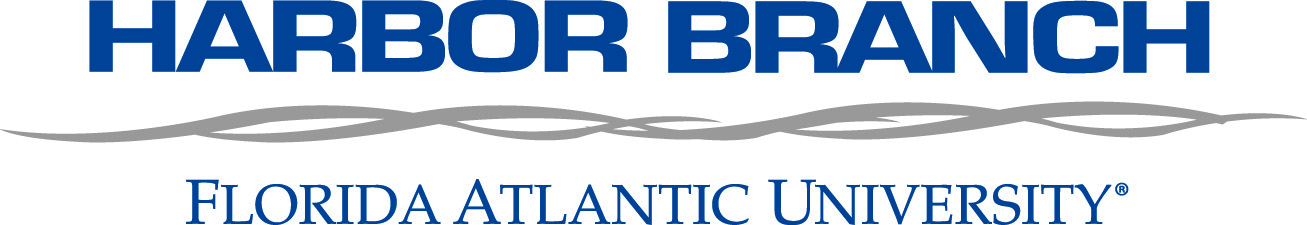 HARBOR BRANCH
FLORIDA ATLANTIC UNIVERSITY®